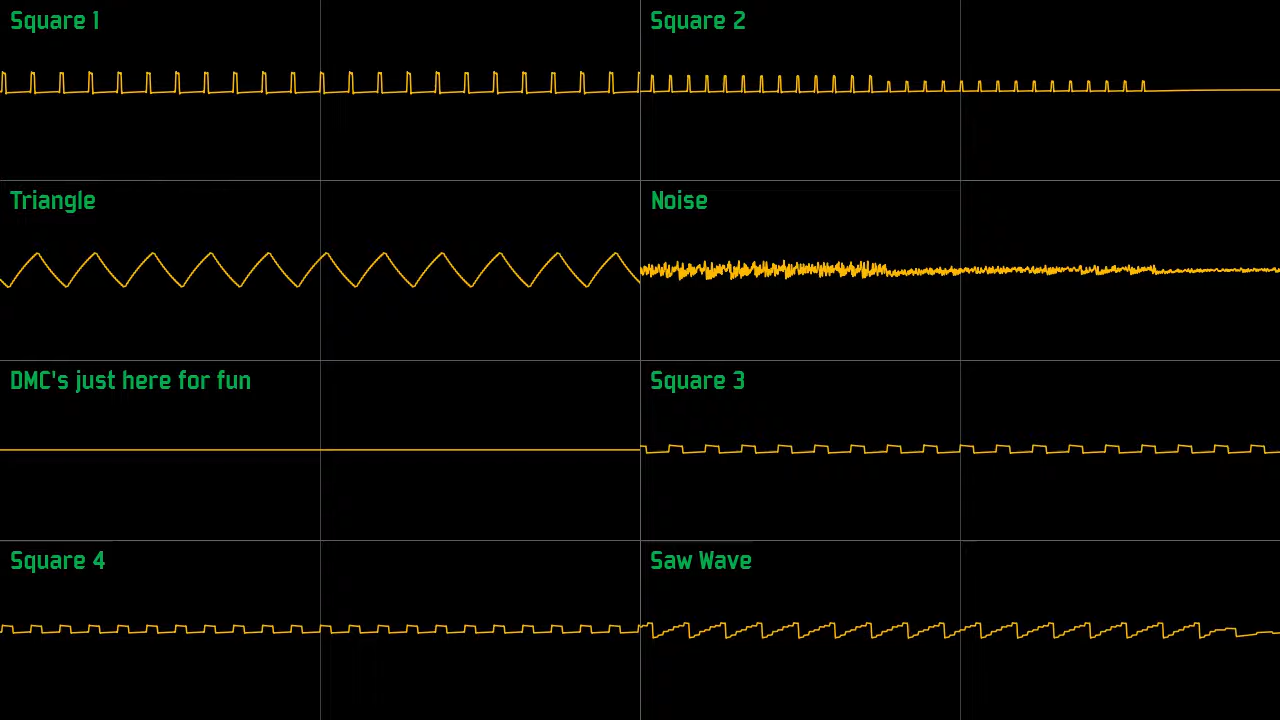 Square 1
Square 2
Triangle
Noise
DMC's just here for fun
Square 3
Square 4
Saw Wave